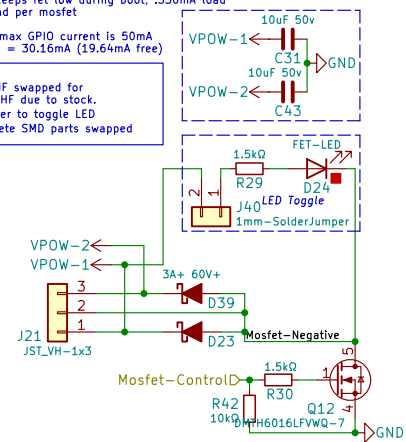 keeps fet low during boot, .330mA load
nd per mosfet
max GPIO current is 50mA
= 30.16mA (19.64mA free)
HF swapped for
HF due to stock.
er to toggle LED
ete SMD parts swapped
10uF 50v
VPOW-1
C31
GND
10uF 50v
VPOW-2
C43
FET-LED
1.5kΩ
R29
D24
2
1
LED Toggle
J40
1mm-SolderJumper
VPOW-2
VPOW-1
3A+ 60V+
3
D39
2
1
D23
J21
JST_VH-1x3
Mosfet-Negative
5
1.5kΩ
Mosfet-Control
1
R30
Q12
R42
4
10kΩ
DMTH6016LFVWQ-7
GND